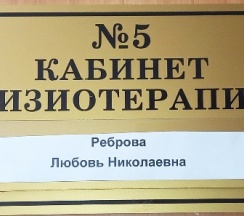 №5
КАБИНЕТ
ИЗИОТЕРАПИ
Реброва
Любовь Николаевна